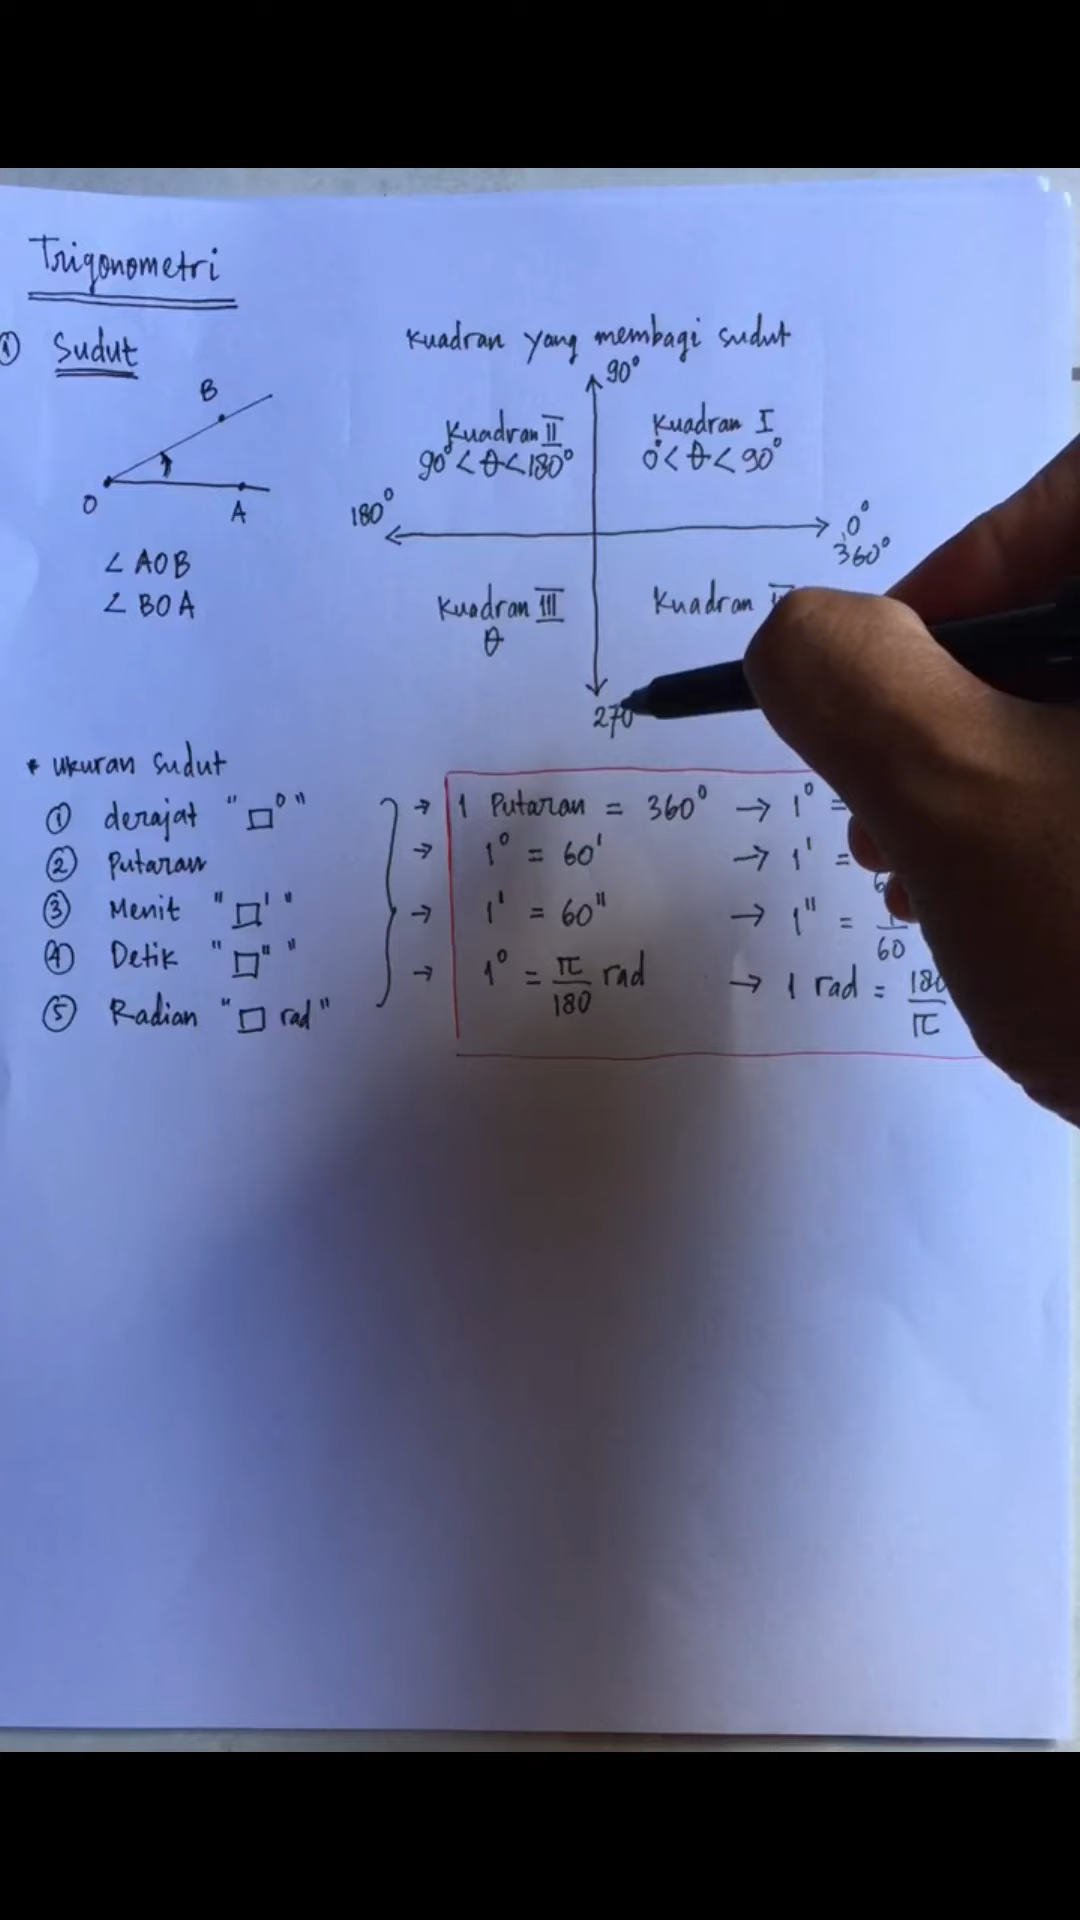 Trigonometri
① Sudut
B
O
A
∠ AOB
∠ BOA
Kuadran yang membagi sudut
90°
Kuadran II
90° < θ < 180°
Kuadran I
0° < θ < 90°
180°
0°
360°
Kuadran III
θ
Kuadran
270
* ukuran sudut
① derajat "□°"
② Putaran
③ Menit "□'"
④ Detik "□""
⑤ Radian "□ rad"
→ 1 Putaran = 360° → 1° =
→ 1° = 60' → 1' =
→ 1' = 60" → 1" = 1/60
→ 1° = π/180 rad → 1 rad = 180/π